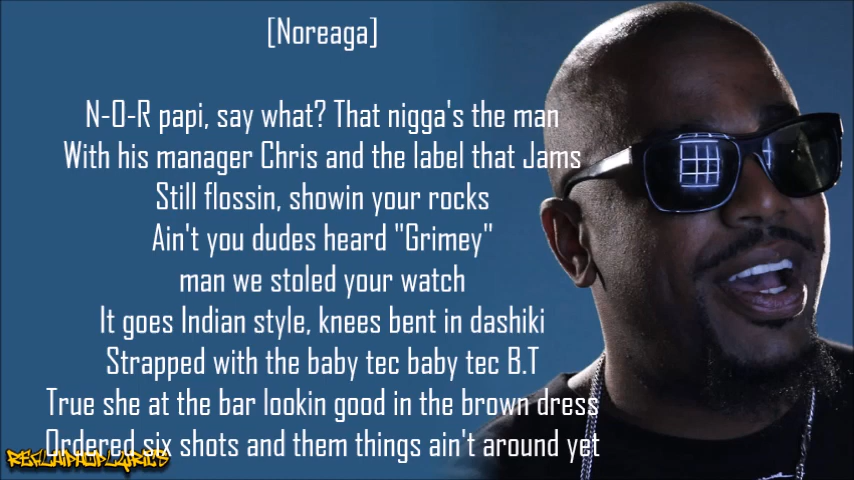 [Noreaga]
N-O-R papi, say what? That nigga's the man
With his manager Chris and the label that Jams
Still flossin, showin your rocks
Ain't you dudes heard "Grimey"
man we stoled your watch
It goes Indian style, knees bent in dashiki
Strapped with the baby tec baby tec B.T
True she at the bar lookin good in the brown dress
Ordered six shots and them things ain't around yet
REALHIPHOPLYRICS